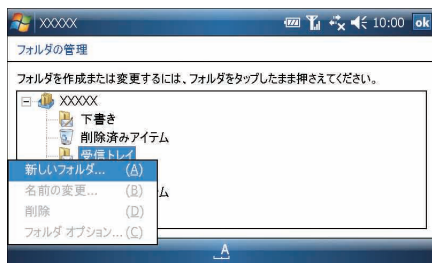 XXXXX 10:00 ok
フォルダの管理
フォルダを作成または変更するには、フォルダをタップしたまま押さえてください。
XXXXX
下書き
削除済みアイテム
受信トレイ
新しいフォルダ... (A)
名前の変更... (B)
ム
削除 (D)
フォルダ オプション... (C)
A